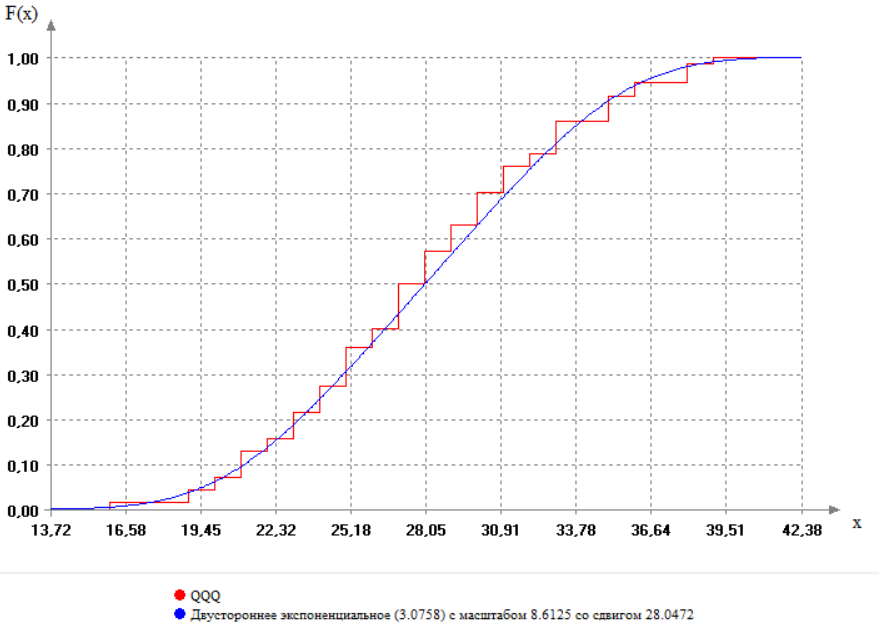 F(x)
1,00
0,90
0,80
0,70
0,60
0,50
0,40
0,30
0,20
0,10
0,00
13,72 16,58 19,45 22,32 25,18 28,05 30,91 33,78 36,64 39,51 42,38
x
QQQ
Двустороннее экспоненциальное (3.0758) с масштабом 8.6125 со сдвигом 28.0472